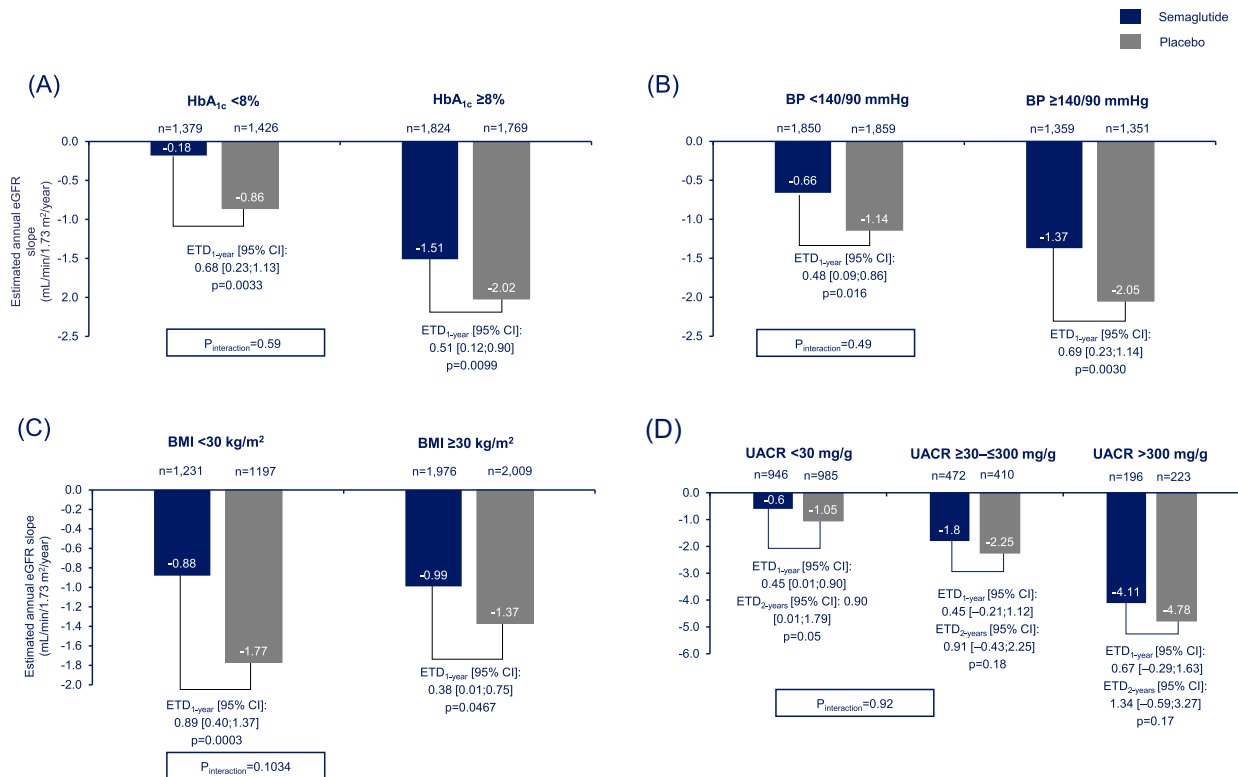 Semaglutide
Placebo
(A)
HbA1c <8%
HbA1c ≥8%
n=1,379
n=1,426
n=1,824
n=1,769
Estimated annual eGFR
slope
(mL/min/1.73 m²/year)
0.0
-0.5
-1.0
-1.5
-2.0
-2.5
-0.18
-0.86
-1.51
-2.02
ETD1-year [95% CI]:
0.68 [0.23;1.13]
p=0.0033
ETD1-year [95% CI]:
0.51 [0.12;0.90]
p=0.0099
Pinteraction=0.59
(B)
BP <140/90 mmHg
BP ≥140/90 mmHg
n=1,850
n=1,859
n=1,359
n=1,351
0.0
-0.5
-1.0
-1.5
-2.0
-2.5
-0.66
-1.14
-1.37
-2.05
ETD1-year [95% CI]:
0.48 [0.09;0.86]
p=0.016
ETD1-year [95% CI]:
0.69 [0.23;1.14]
p=0.0030
Pinteraction=0.49
(C)
BMI <30 kg/m²
BMI ≥30 kg/m²
n=1,231
n=1197
n=1,976
n=2,009
Estimated annual eGFR slope
(mL/min/1.73 m²/year)
0.0
-0.2
-0.4
-0.6
-0.8
-1.0
-1.2
-1.4
-1.6
-1.8
-2.0
-0.88
-1.77
-0.99
-1.37
ETD1-year [95% CI]:
0.89 [0.40;1.37]
p=0.0003
ETD1-year [95% CI]:
0.38 [0.01;0.75]
p=0.0467
Pinteraction=0.1034
(D)
UACR <30 mg/g
UACR ≥30–≤300 mg/g
UACR >300 mg/g
n=946
n=985
n=472
n=410
n=196
n=223
0.0
-1.0
-2.0
-3.0
-4.0
-5.0
-6.0
-0.6
-1.05
-1.8
-2.25
-4.11
-4.78
ETD1-year [95% CI]:
0.45 [0.01;0.90]
ETD2-years [95% CI]: 0.90
[0.01;1.79]
p=0.05
ETD1-year [95% CI]:
0.45 [–0.21;1.12]
ETD2-years [95% CI]:
0.91 [–0.43;2.25]
p=0.18
ETD1-year [95% CI]:
0.67 [–0.29;1.63]
ETD2-years [95% CI]:
1.34 [–0.59;3.27]
p=0.17
Pinteraction=0.92